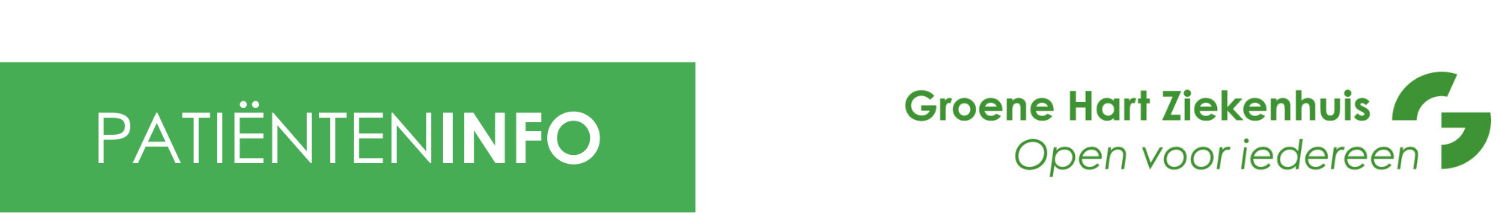 PATIËNTENINFO
Groene Hart Ziekenhuis
Open voor iedereen